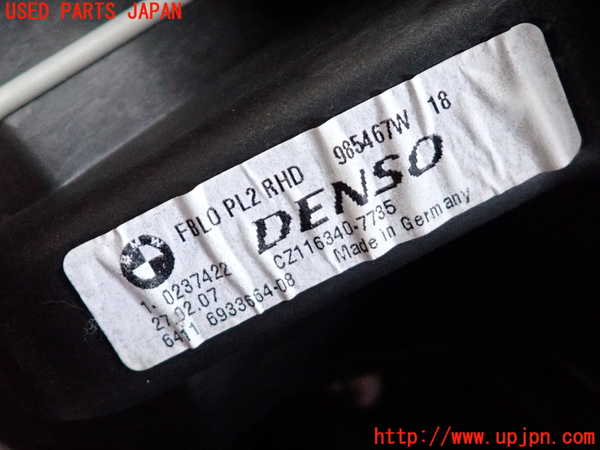 USED PARTS JAPAN
FBLO PL2 RHD 985467W 18
DENSO
1- 0237422 CZ116340-7735
27.02.07 Made in Germany
6411 6933664-08
http://www.upjpn.com